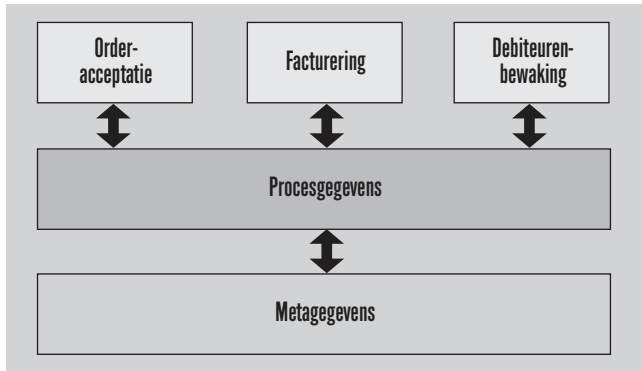 Order-
acceptatie
Facturering
Debiteuren-
bewaking
Procesgegevens
Metagegevens